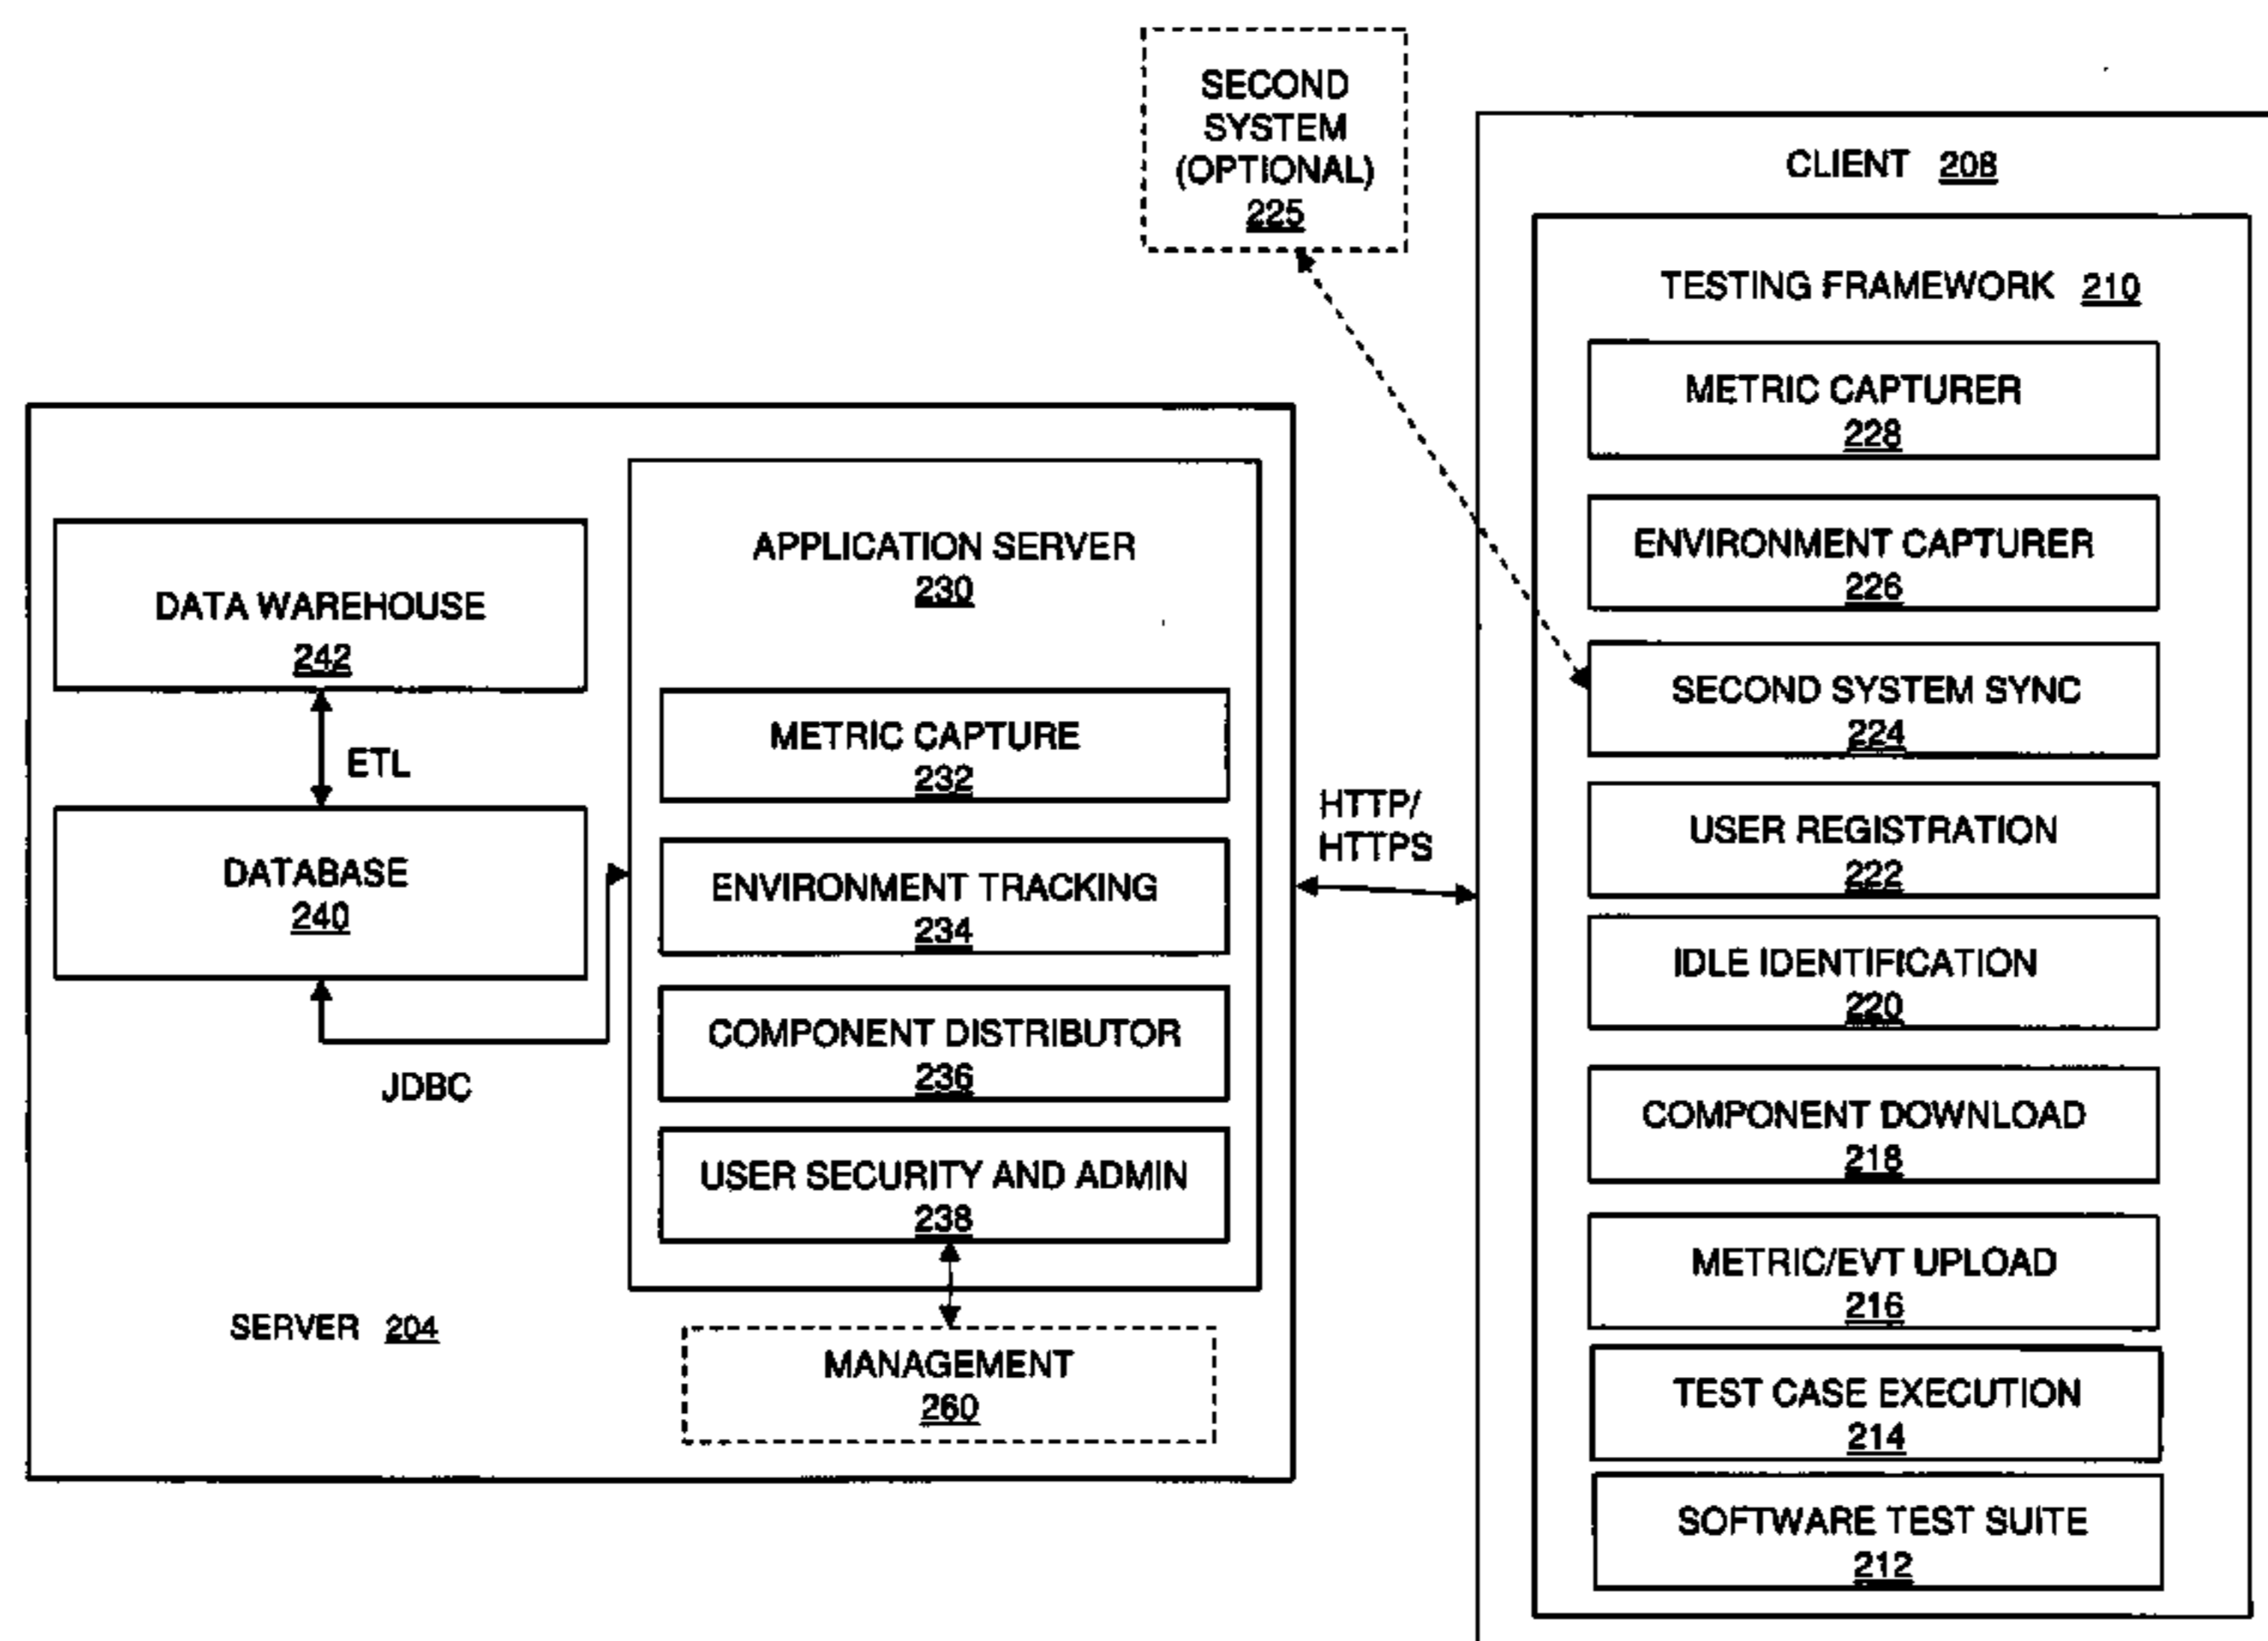 SECOND
SYSTEM
(OPTIONAL)
225
CLIENT 208
TESTING FRAMEWORK 210
METRIC CAPTURER
228
ENVIRONMENT CAPTURER
226
SECOND SYSTEM SYNC
224
USER REGISTRATION
222
IDLE IDENTIFICATION
220
COMPONENT DOWNLOAD
218
METRIC/EVT UPLOAD
216
TEST CASE EXECUTION
214
SOFTWARE TEST SUITE
212
HTTP/
HTTPS
APPLICATION SERVER
230
METRIC CAPTURE
232
ENVIRONMENT TRACKING
234
COMPONENT DISTRIBUTOR
236
USER SECURITY AND ADMIN
238
MANAGEMENT
260
DATA WAREHOUSE
242
ETL
DATABASE
240
JDBC
SERVER 204